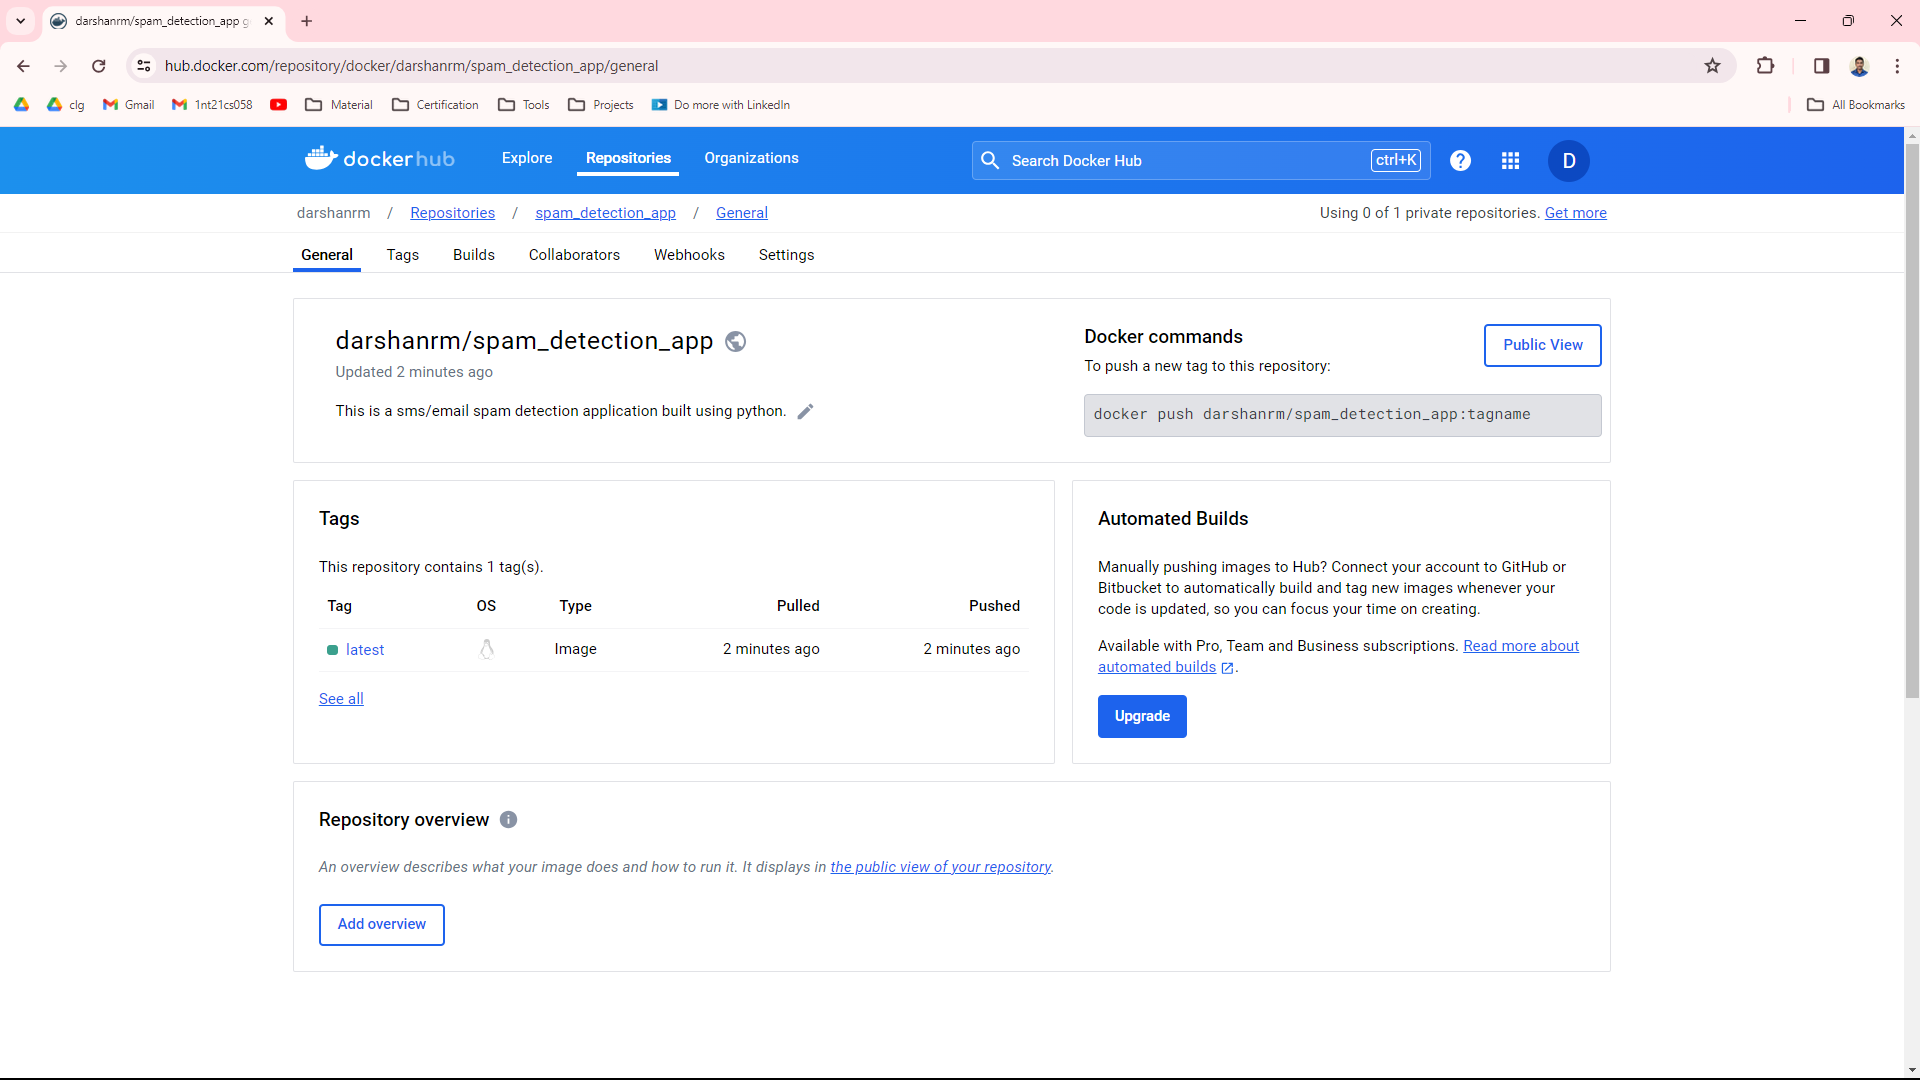 darshanrm/spam_detection_app g
hub.docker.com/repository/docker/darshanrm/spam_detection_app/general
clg Gmail 1nt21cs058 Material Certification Tools Projects Do more with LinkedIn All Bookmarks
dockerhub Explore Repositories Organizations Search Docker Hub ctrl+K ? D
darshanrm / Repositories / spam_detection_app / General Using 0 of 1 private repositories. Get more
General Tags Builds Collaborators Webhooks Settings
darshanrm/spam_detection_app
Updated 2 minutes ago
This is a sms/email spam detection application built using python.
Docker commands
Public View
To push a new tag to this repository:
docker push darshanrm/spam_detection_app:tagname
Tags
This repository contains 1 tag(s).
Tag OS Type Pulled Pushed
latest Image 2 minutes ago 2 minutes ago
See all
Automated Builds
Manually pushing images to Hub? Connect your account to GitHub or
Bitbucket to automatically build and tag new images whenever your
code is updated, so you can focus your time on creating.
Available with Pro, Team and Business subscriptions. Read more about
automated builds .
Upgrade
Repository overview
An overview describes what your image does and how to run it. It displays in the public view of your repository.
Add overview